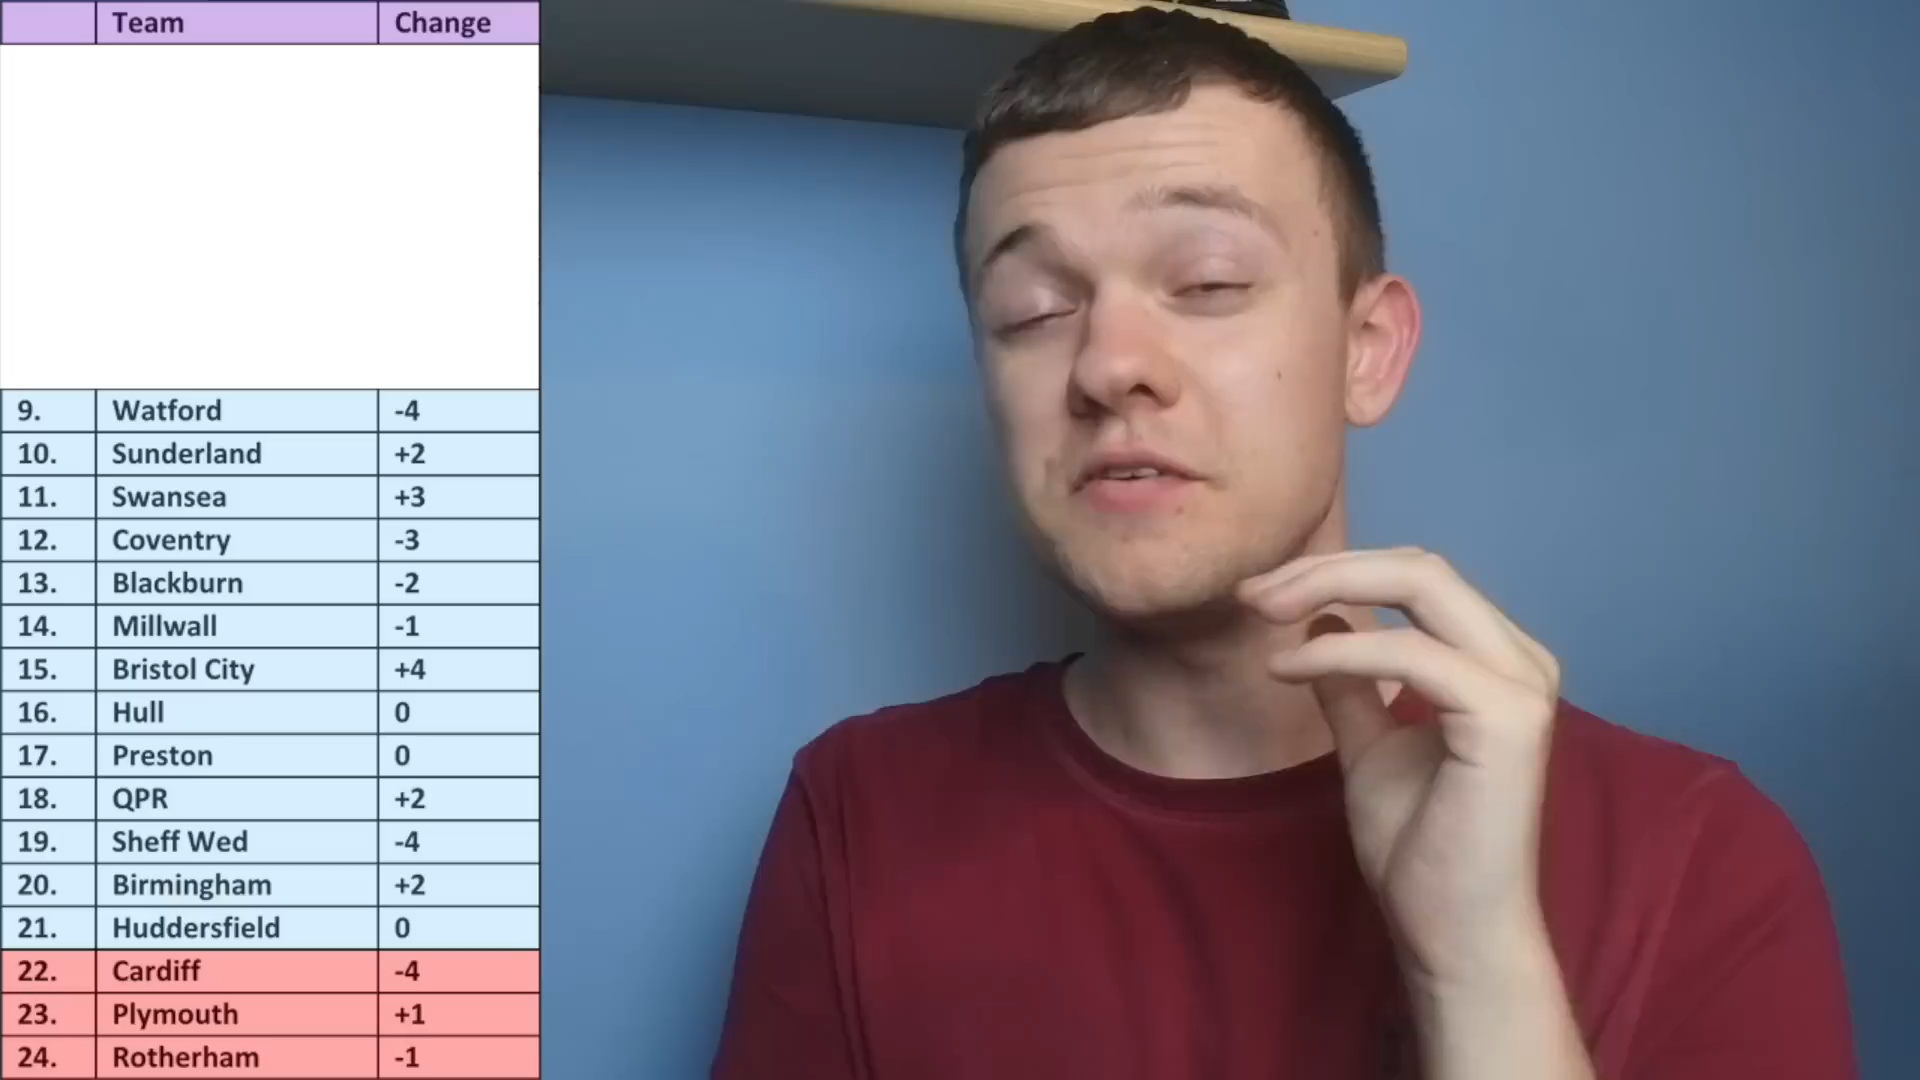 Team Change
9. Watford -4
10. Sunderland +2
11. Swansea +3
12. Coventry -3
13. Blackburn -2
14. Millwall -1
15. Bristol City +4
16. Hull 0
17. Preston 0
18. QPR +2
19. Sheff Wed -4
20. Birmingham +2
21. Huddersfield 0
22. Cardiff -4
23. Plymouth +1
24. Rotherham -1